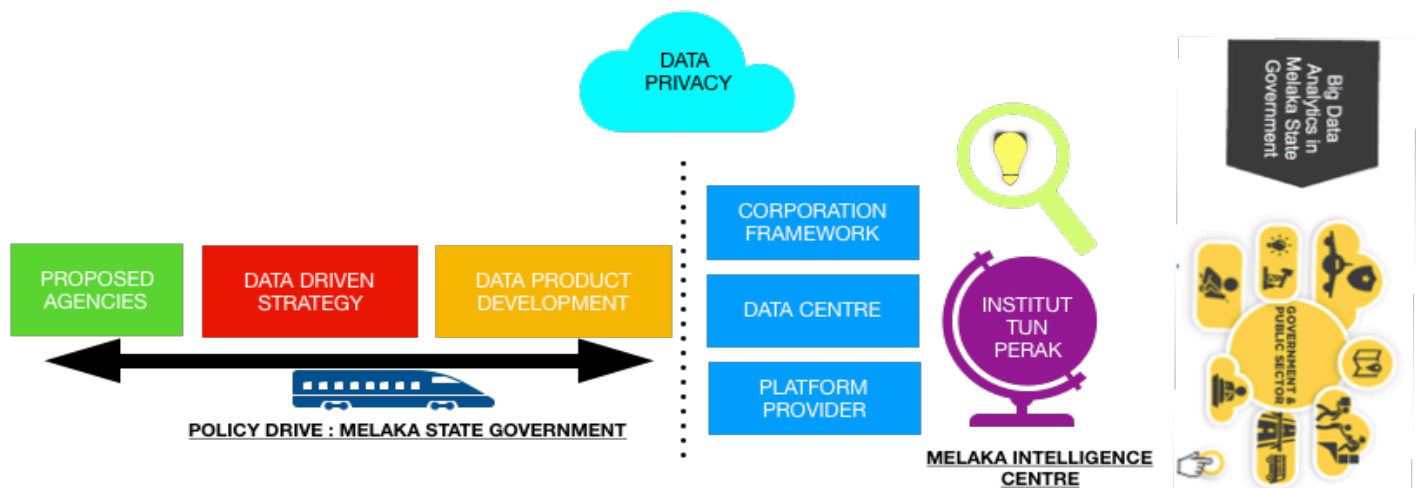 DATA
PRIVACY
PROPOSED
AGENCIES
DATA DRIVEN
STRATEGY
DATA PRODUCT
DEVELOPMENT
POLICY DRIVE : MELAKA STATE GOVERNMENT
CORPORATION
FRAMEWORK
DATA CENTRE
PLATFORM
PROVIDER
INSTITUT
TUN
PERAK
MELAKA INTELLIGENCE
CENTRE
Big Data
Analytics in
Melaka State
Government
GOVERNMENT &
PUBLIC SECTOR